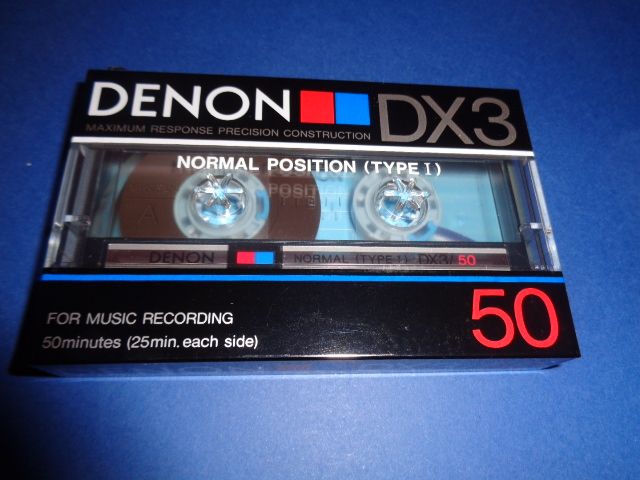 DENON DX3
MAXIMUM RESPONSE PRECISION CONSTRUCTION
NORMAL POSITION (TYPE I)
POSITION
A
DENON NORMAL (TYPE I) DX3/50
50
FOR MUSIC RECORDING
50minutes (25min. each side)